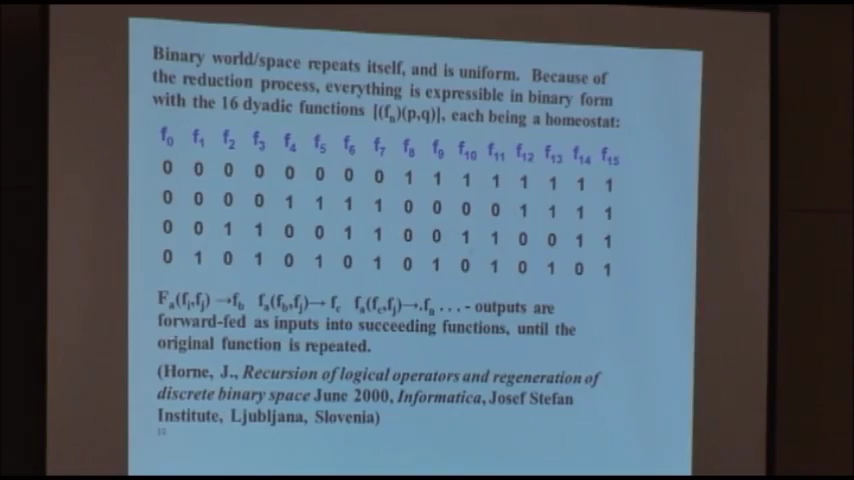 Binary world/space repeats itself, and is uniform. Because of
the reduction process, everything is expressible in binary form
with the 16 dyadic functions [(fₙ)(p,q)], each being a homeostat:
f₀ f₁ f₂ f₃ f₄ f₅ f₆ f₇ f₈ f₉ f₁₀ f₁₁ f₁₂ f₁₃ f₁₄ f₁₅
0 0 0 0 0 0 0 0 1 1 1 1 1 1 1 1
0 0 0 0 1 1 1 1 0 0 0 0 1 1 1 1
0 0 1 1 0 0 1 1 0 0 1 1 0 0 1 1
0 1 0 1 0 1 0 1 0 1 0 1 0 1 0 1
Fₐ(fᵢ,fⱼ) →f_b fₐ(f_b,fⱼ)→ f_c fₐ(f_c,fⱼ)→.fₙ . . . - outputs are
forward-fed as inputs into succeeding functions, until the
original function is repeated.
(Horne, J., Recursion of logical operators and regeneration of
discrete binary space June 2000, Informatica, Josef Stefan
Institute, Ljubljana, Slovenia)